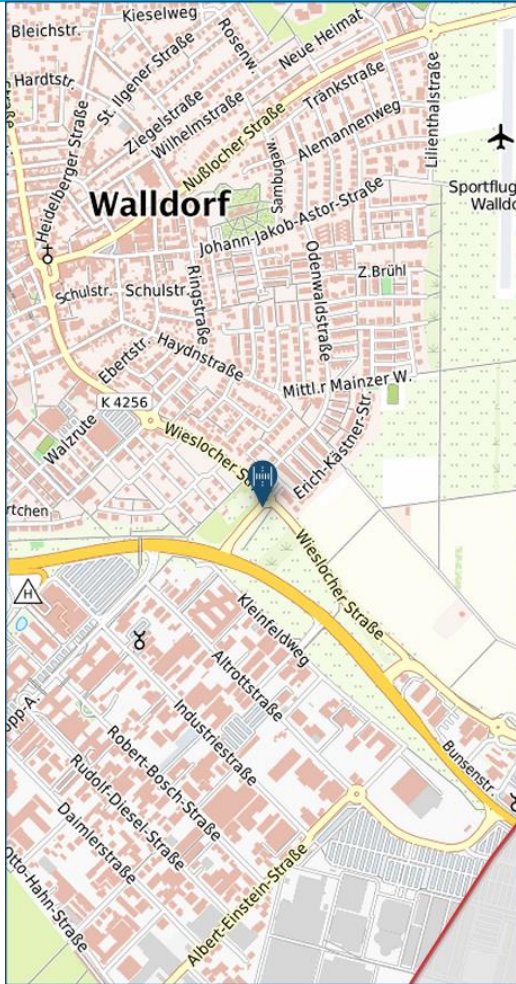 Kieselweg
Bleichstr.
Neue Heimat
Rosenw.
St. Ilgener Straße
Hardtstr.
Tränkstraße
Ziegelstraße
Wilhelmstraße
Nußlocher Straße
Alemannenweg
Lilienthalstraße
Heidelberger Straße
Walldorf
Sambugaw.
Sportflug
Walldo
Johann-Jakob-Astor-Straße
Odenwaldstraße
Z.Brühl
Ringstraße
Schulstr.
Schulstr.
Haydnstraße
Ebertstr.
Mittl.r Mainzer W.
K 4256
Walzrute
Wieslocher St
Erich-Kästner-Str.
rtchen
Wieslocher Straße
H
Kleinfeldweg
Altrottstraße
Industriestraße
opp-A.
Robert-Bosch-Straße
Bunsenstr.
Rudolf-Diesel-Straße
Daimlerstraße
Otto-Hahn-Straße
Albert-Einstein-Straße